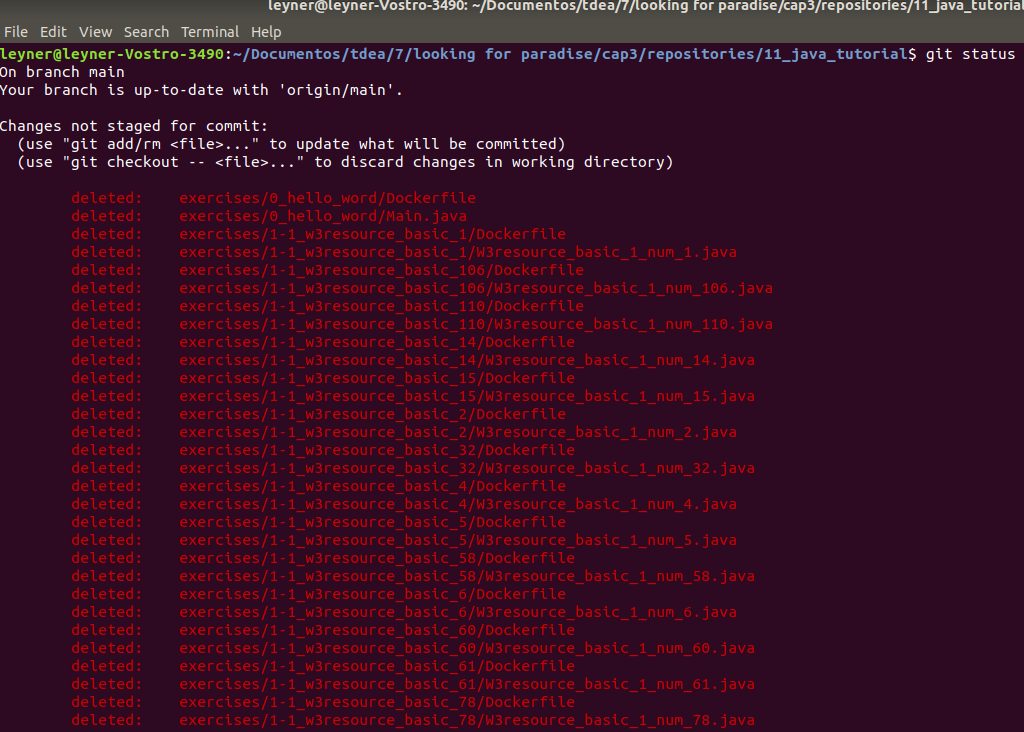 leyner@leyner-Vostro-3490: ~/Documentos/tdea/7/looking for paradise/cap3/repositories/11_java_tutorial
File Edit View Search Terminal Help
leyner@leyner-Vostro-3490:~/Documentos/tdea/7/looking for paradise/cap3/repositories/11_java_tutorial$ git status
On branch main
Your branch is up-to-date with 'origin/main'.
Changes not staged for commit:
(use "git add/rm <file>..." to update what will be committed)
(use "git checkout -- <file>..." to discard changes in working directory)
deleted: exercises/0_hello_word/Dockerfile
deleted: exercises/0_hello_word/Main.java
deleted: exercises/1-1_w3resource_basic_1/Dockerfile
deleted: exercises/1-1_w3resource_basic_1/W3resource_basic_1_num_1.java
deleted: exercises/1-1_w3resource_basic_106/Dockerfile
deleted: exercises/1-1_w3resource_basic_106/W3resource_basic_1_num_106.java
deleted: exercises/1-1_w3resource_basic_110/Dockerfile
deleted: exercises/1-1_w3resource_basic_110/W3resource_basic_1_num_110.java
deleted: exercises/1-1_w3resource_basic_14/Dockerfile
deleted: exercises/1-1_w3resource_basic_14/W3resource_basic_1_num_14.java
deleted: exercises/1-1_w3resource_basic_15/Dockerfile
deleted: exercises/1-1_w3resource_basic_15/W3resource_basic_1_num_15.java
deleted: exercises/1-1_w3resource_basic_2/Dockerfile
deleted: exercises/1-1_w3resource_basic_2/W3resource_basic_1_num_2.java
deleted: exercises/1-1_w3resource_basic_32/Dockerfile
deleted: exercises/1-1_w3resource_basic_32/W3resource_basic_1_num_32.java
deleted: exercises/1-1_w3resource_basic_4/Dockerfile
deleted: exercises/1-1_w3resource_basic_4/W3resource_basic_1_num_4.java
deleted: exercises/1-1_w3resource_basic_5/Dockerfile
deleted: exercises/1-1_w3resource_basic_5/W3resource_basic_1_num_5.java
deleted: exercises/1-1_w3resource_basic_58/Dockerfile
deleted: exercises/1-1_w3resource_basic_58/W3resource_basic_1_num_58.java
deleted: exercises/1-1_w3resource_basic_6/Dockerfile
deleted: exercises/1-1_w3resource_basic_6/W3resource_basic_1_num_6.java
deleted: exercises/1-1_w3resource_basic_60/Dockerfile
deleted: exercises/1-1_w3resource_basic_60/W3resource_basic_1_num_60.java
deleted: exercises/1-1_w3resource_basic_61/Dockerfile
deleted: exercises/1-1_w3resource_basic_61/W3resource_basic_1_num_61.java
deleted: exercises/1-1_w3resource_basic_78/Dockerfile
deleted: exercises/1-1_w3resource_basic_78/W3resource_basic_1_num_78.java